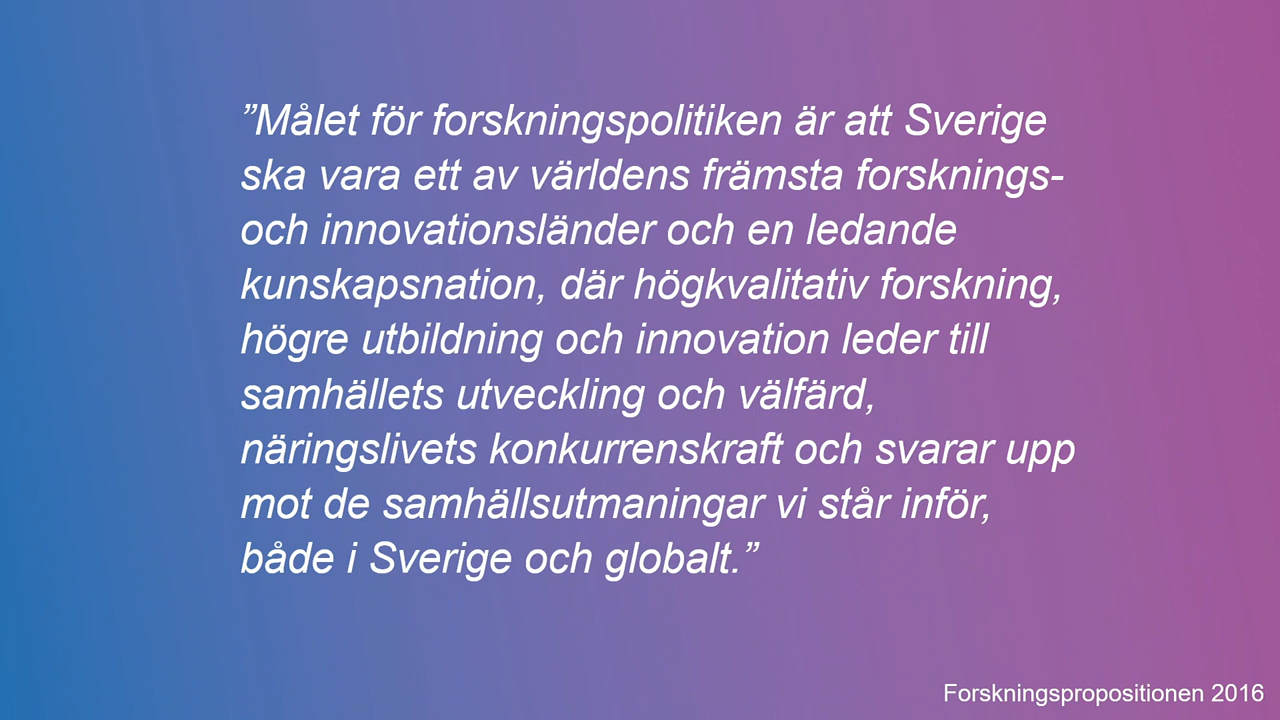 ”Målet för forskningspolitiken är att Sverige
ska vara ett av världens främsta forsknings-
och innovationsländer och en ledande
kunskapsnation, där högkvalitativ forskning,
högre utbildning och innovation leder till
samhällets utveckling och välfärd,
näringslivets konkurrenskraft och svarar upp
mot de samhällsutmaningar vi står inför,
både i Sverige och globalt.”
Forskningspropositionen 2016